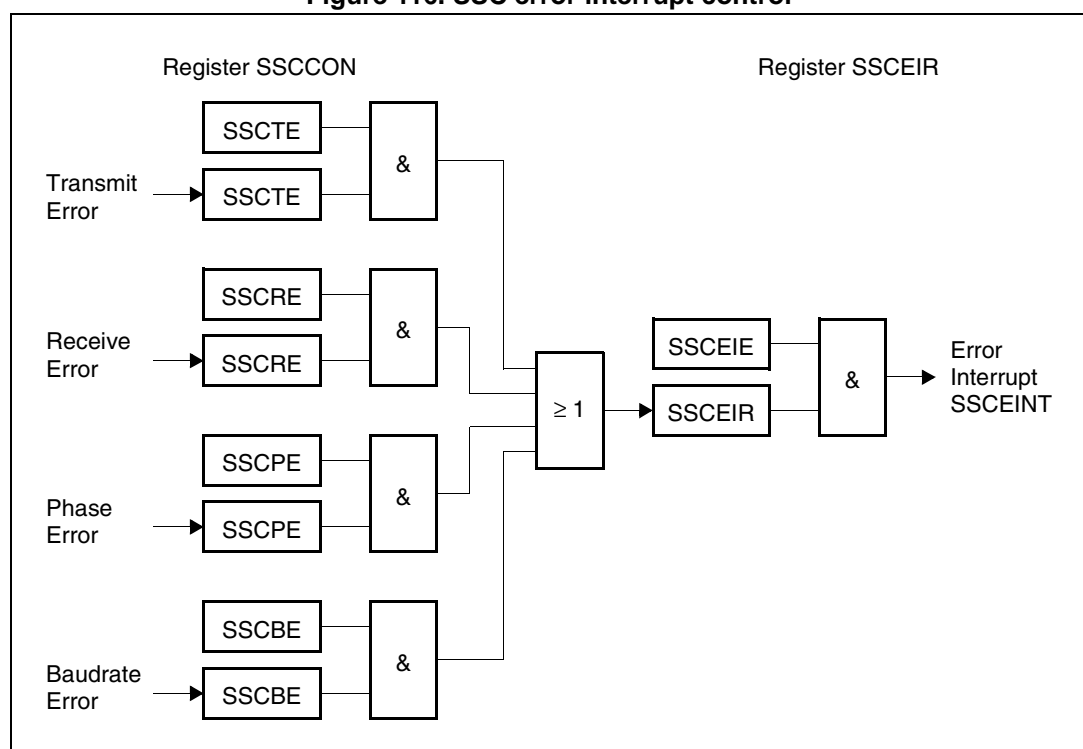 Figure SSC error interrupt control
Register SSCCON
Register SSCEIR
SSCTE
&
Transmit
Error
SSCTE
SSCRE
&
Receive
Error
SSCRE
SSCEIE
Error
Interrupt
SSCEINT
&
≥ 1
SSCEIR
SSCPE
&
Phase
Error
SSCPE
SSCBE
&
Baudrate
Error
SSCBE